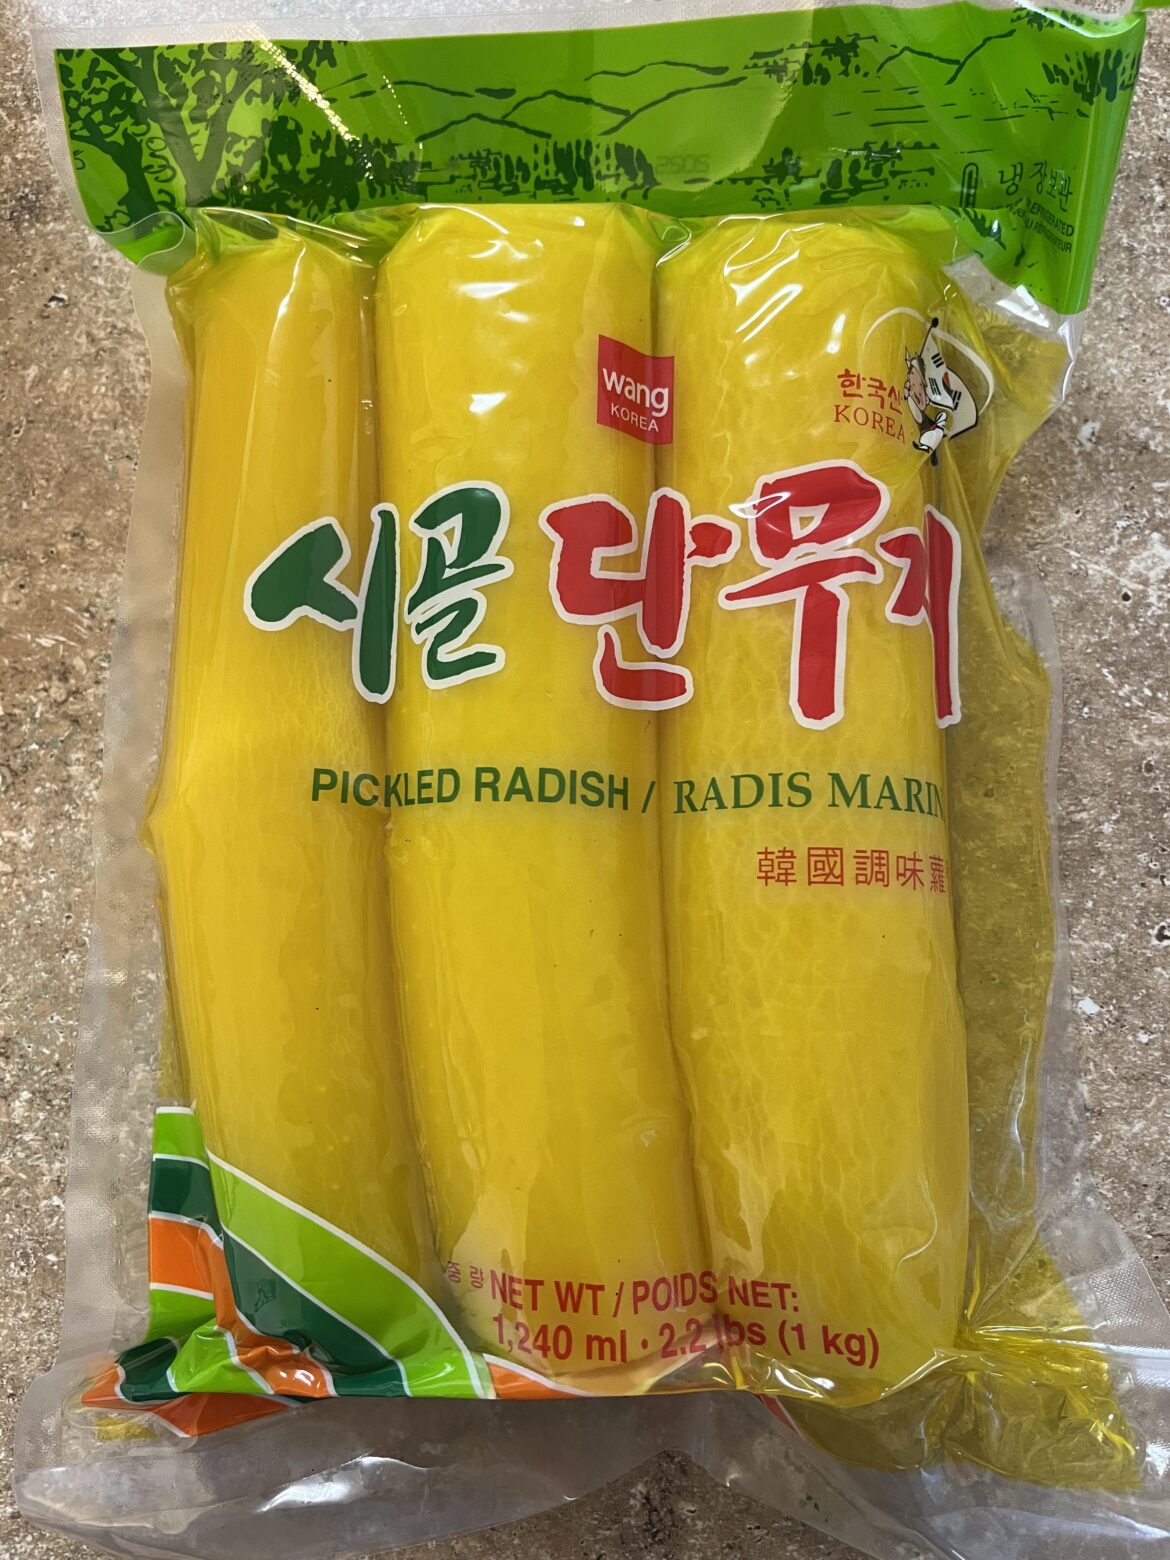 냉장보관
REFRIGERATED
wang
KOREA
한국산
KOREA
시골 단무지
PICKLED RADISH / RADIS MARIN
韓國調味蘿
중량 NET WT / POIDS NET:
1,240 ml · 2.2 lbs (1 kg)